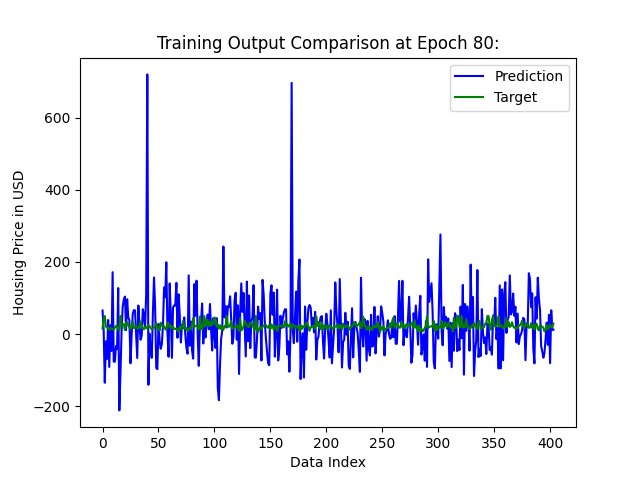 Training Output Comparison at Epoch 80:
Prediction
Target
Housing Price in USD
600
400
200
0
−200
0 50 100 150 200 250 300 350 400
Data Index